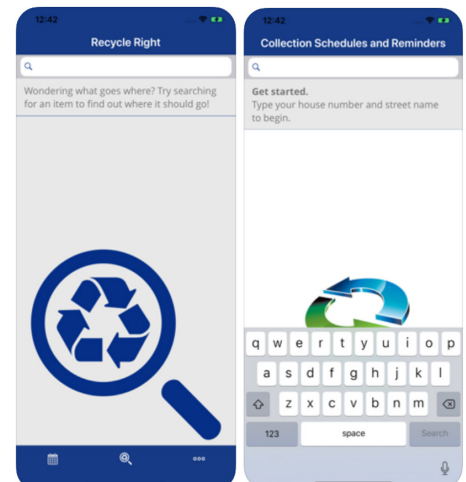 12:42
Recycle Right
Wondering what goes where? Try searching
for an item to find out where it should go!
12:42
Collection Schedules and Reminders
Get started.
Type your house number and street name
to begin.
q w e r t y u i o p
a s d f g h j k l
z x c v b n m
123 space Search